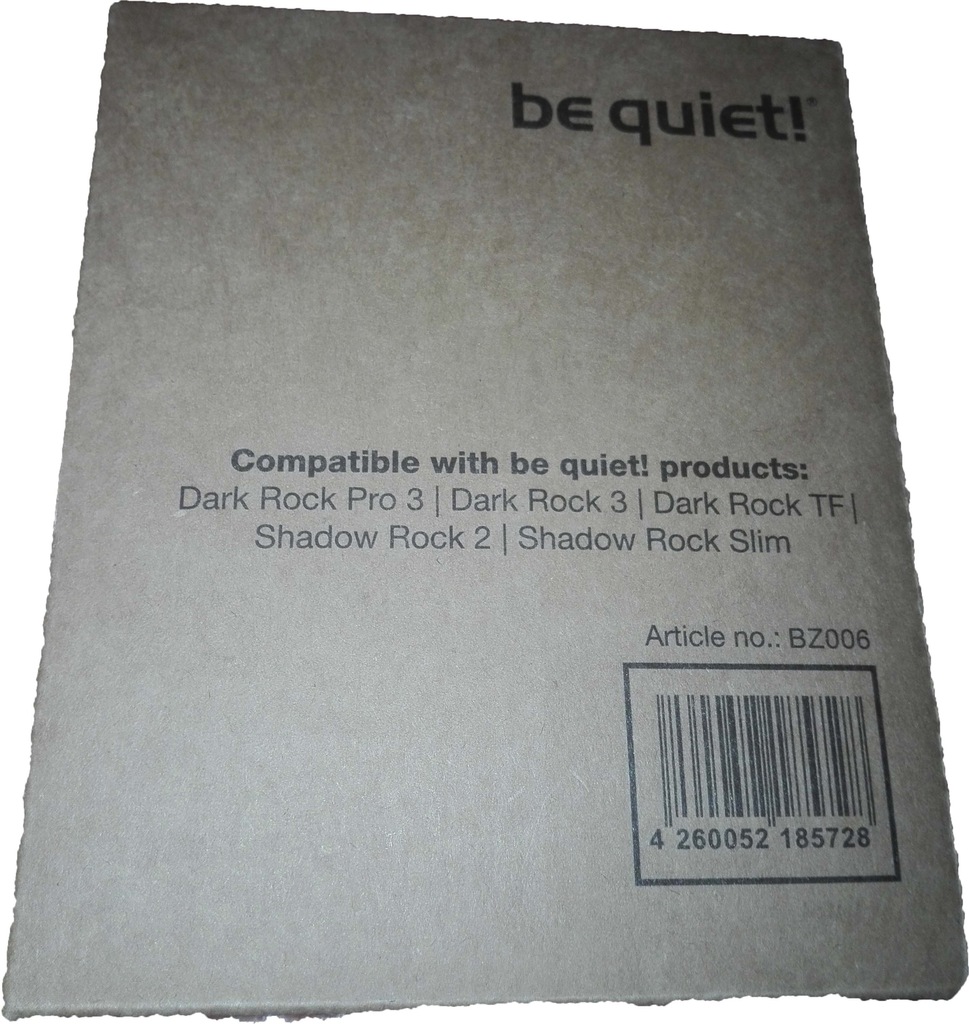 be quiet!®
Compatible with be quiet! products:
Dark Rock Pro 3 | Dark Rock 3 | Dark Rock TF |
Shadow Rock 2 | Shadow Rock Slim
Article no.: BZ006
4 260052 185728